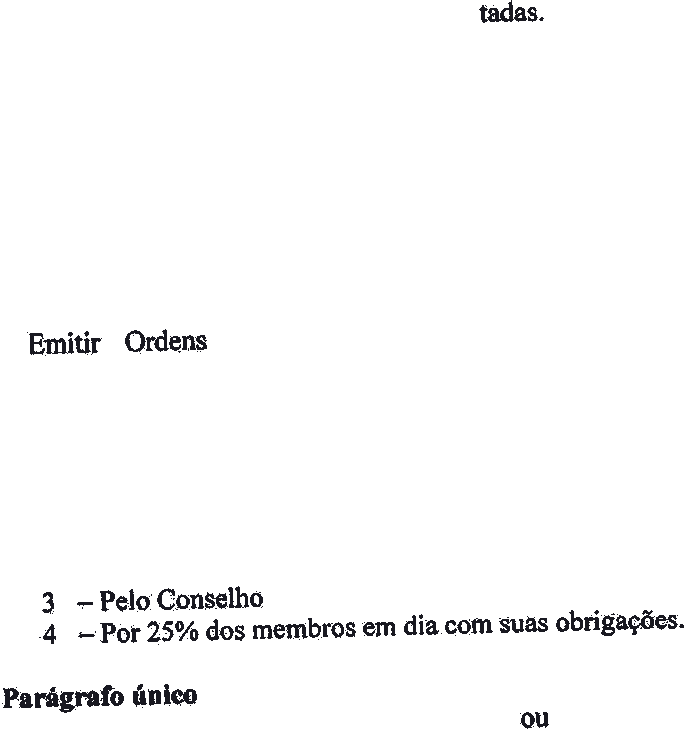 tadas.
Emitir Ordens
3 – Pelo Conselho
4 – Por 25% dos membros em dia com suas obrigações.
Parágrafo único
ou